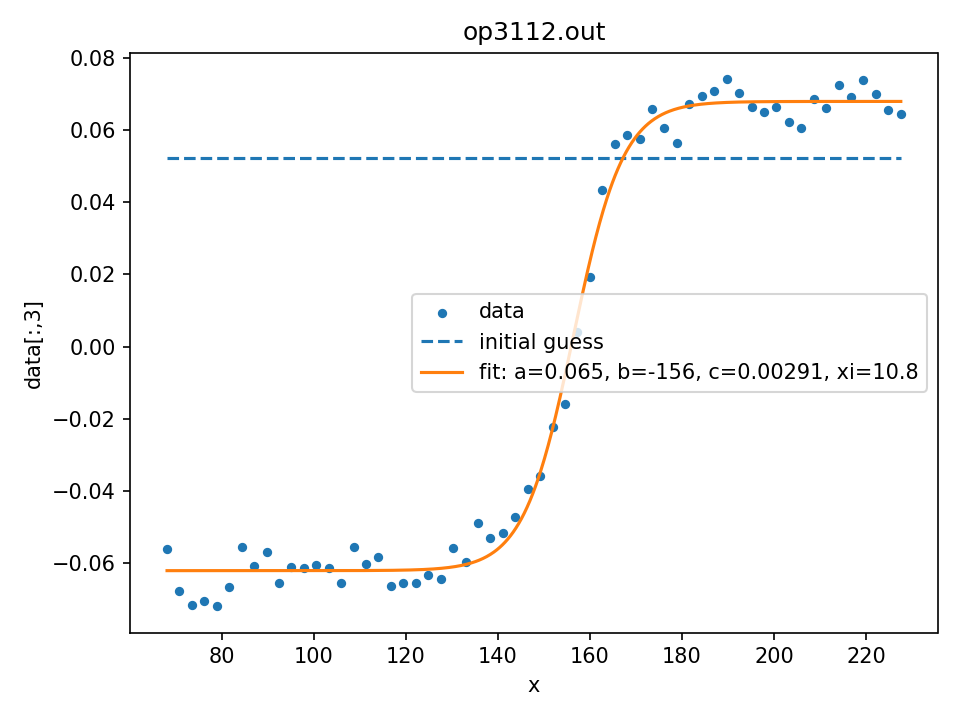 op3112.out
0.08
0.06
0.04
0.02
0.00
−0.02
−0.04
−0.06
data[:,3]
data
initial guess
fit: a=0.065, b=-156, c=0.00291, xi=10.8
80 100 120 140 160 180 200 220
x